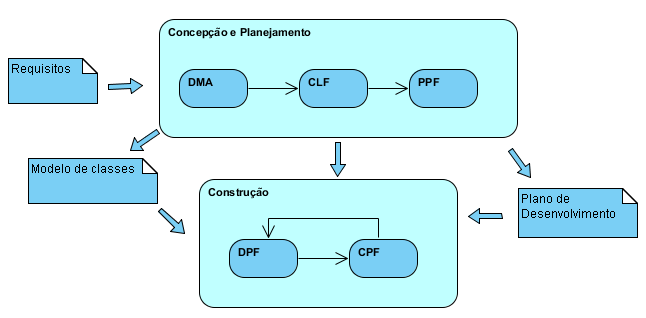 Concepção e Planejamento
Requisitos
DMA
CLF
PPF
Modelo de classes
Construção
Plano de
Desenvolvimento
DPF
CPF